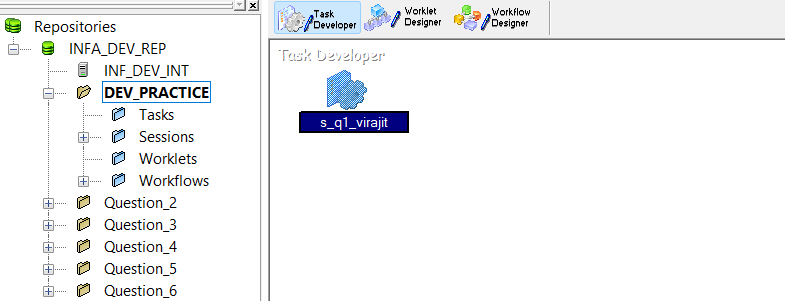 Repositories
INFA_DEV_REP
INF_DEV_INT
DEV_PRACTICE
Tasks
Sessions
Worklets
Workflows
Question_2
Question_3
Question_4
Question_5
Question_6
Task Developer
Worklet Designer
Workflow Designer
Task Developer
s_q1_virajit